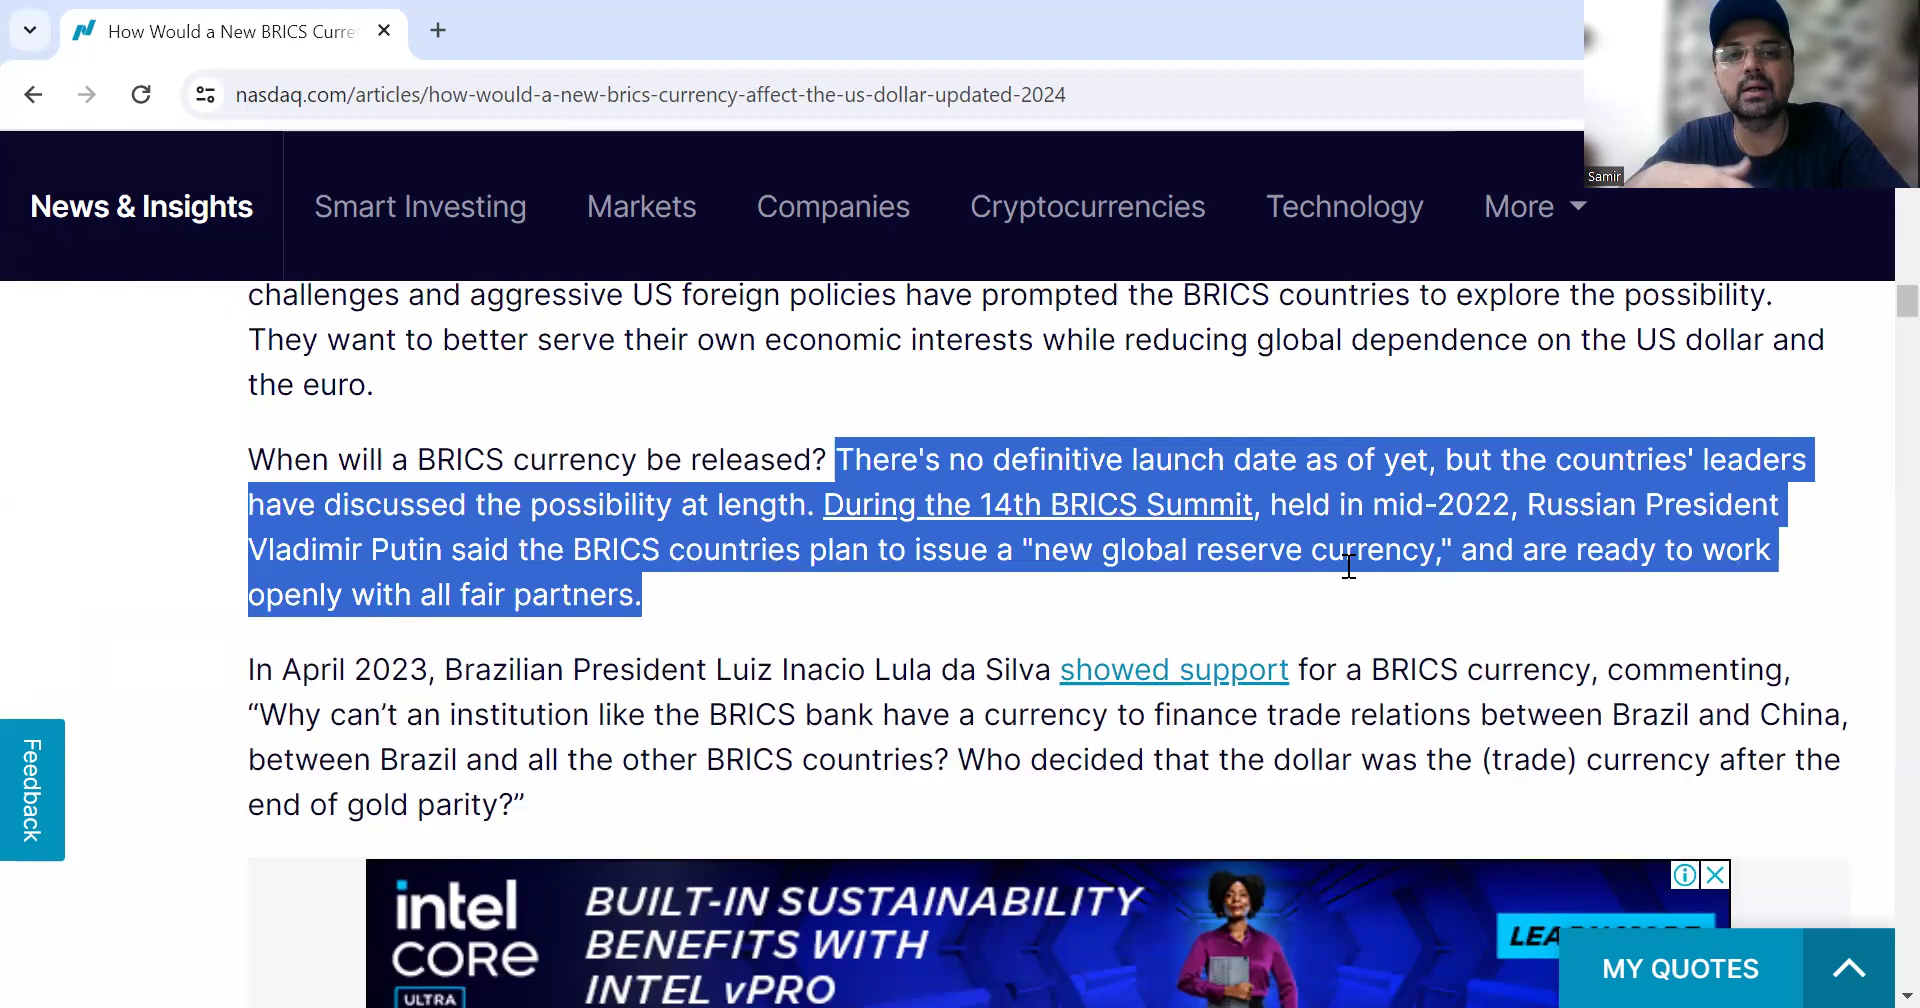 How Would a New BRICS Curre
nasdaq.com/articles/how-would-a-new-brics-currency-affect-the-us-dollar-updated-2024
Samir
News & Insights
Smart Investing
Markets
Companies
Cryptocurrencies
Technology
More
challenges and aggressive US foreign policies have prompted the BRICS countries to explore the possibility.
They want to better serve their own economic interests while reducing global dependence on the US dollar and
the euro.
When will a BRICS currency be released? There's no definitive launch date as of yet, but the countries' leaders
have discussed the possibility at length. During the 14th BRICS Summit, held in mid-2022, Russian President
Vladimir Putin said the BRICS countries plan to issue a "new global reserve currency," and are ready to work
openly with all fair partners.
In April 2023, Brazilian President Luiz Inacio Lula da Silva showed support for a BRICS currency, commenting,
“Why can’t an institution like the BRICS bank have a currency to finance trade relations between Brazil and China,
between Brazil and all the other BRICS countries? Who decided that the dollar was the (trade) currency after the
end of gold parity?”
Feedback
intel
CORE
ULTRA
BUILT-IN SUSTAINABILITY
BENEFITS WITH
INTEL vPRO
MY QUOTES